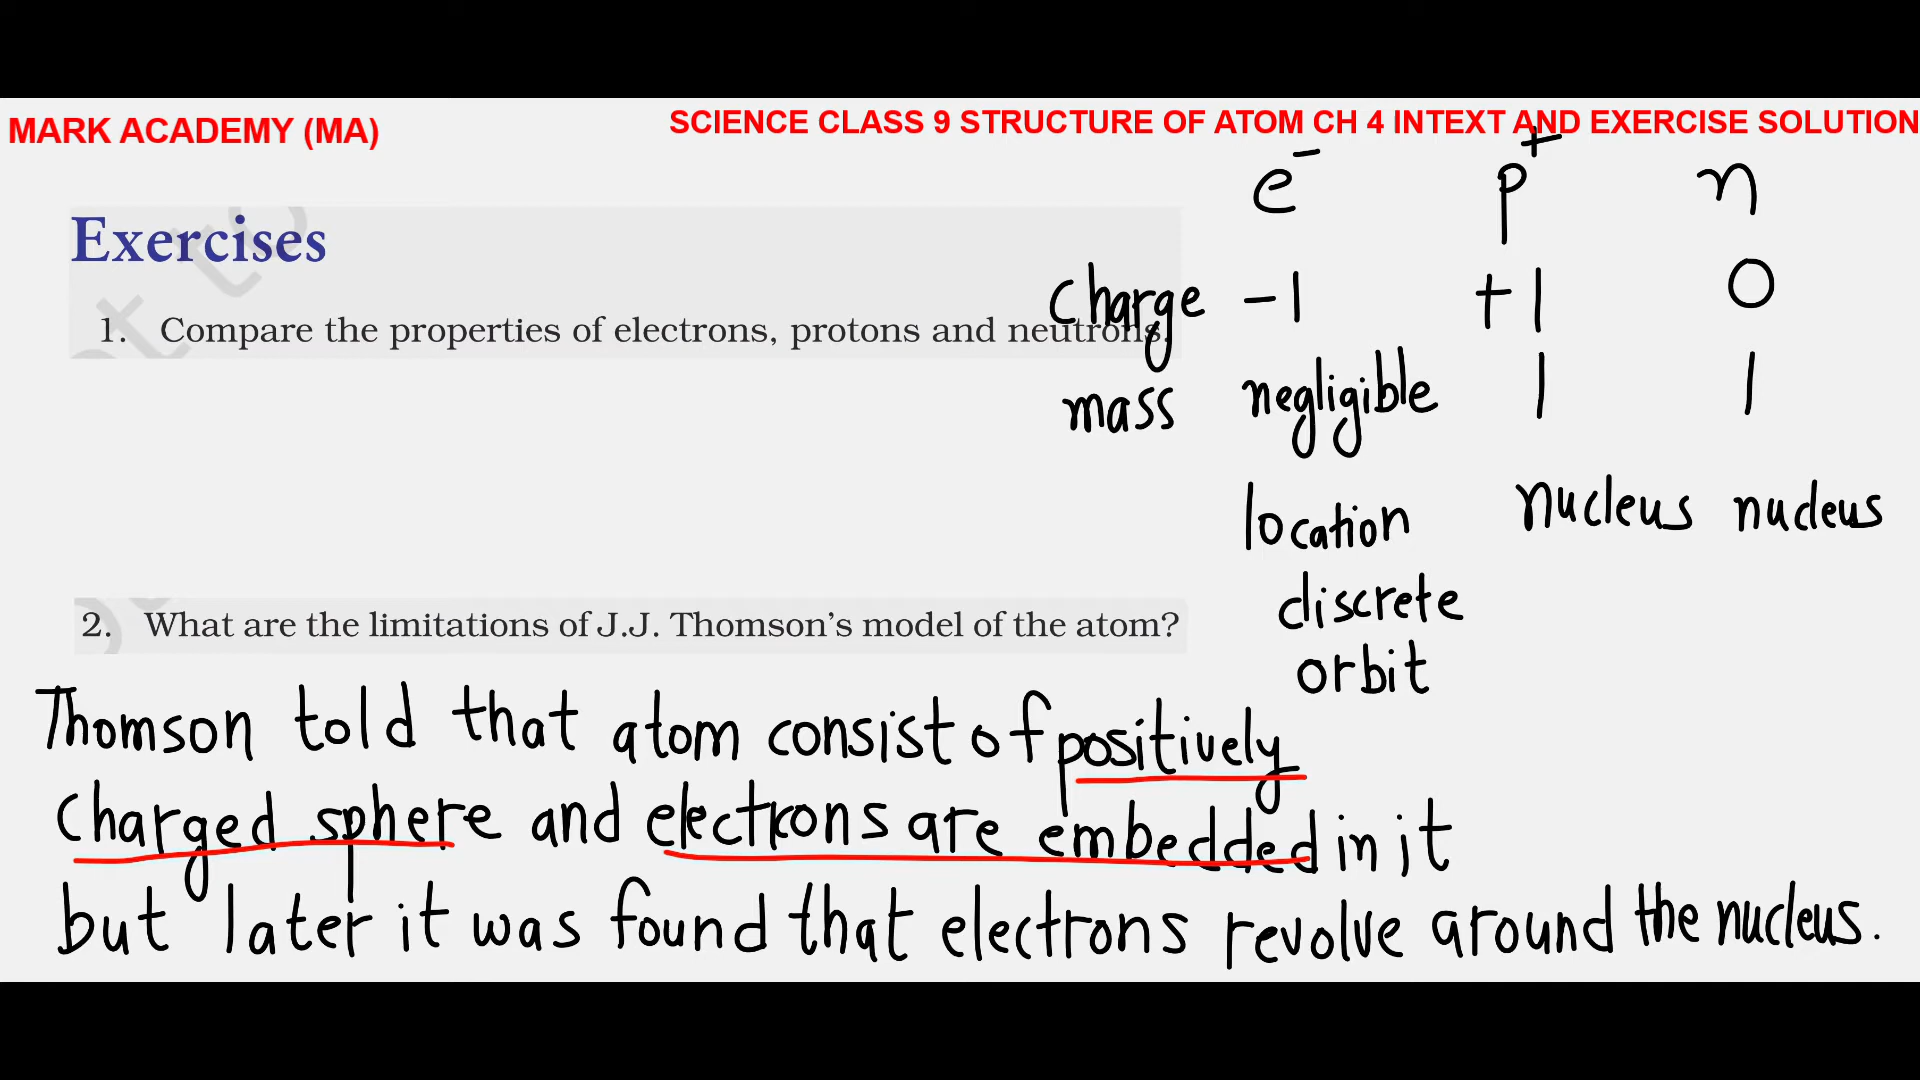 MARK ACADEMY (MA)
SCIENCE CLASS 9 STRUCTURE OF ATOM CH 4 INTEXT AND EXERCISE SOLUTION
e⁻ p⁺ n
Exercises
charge -1 +1 0
1. Compare the properties of electrons, protons and neutrons.
mass negligible 1 1
location nucleus nucleus
discrete
orbit
2. What are the limitations of J.J. Thomson's model of the atom?
Thomson told that atom consist of positively
charged sphere and electrons are embedded in it
but later it was found that electrons revolve around the nucleus.